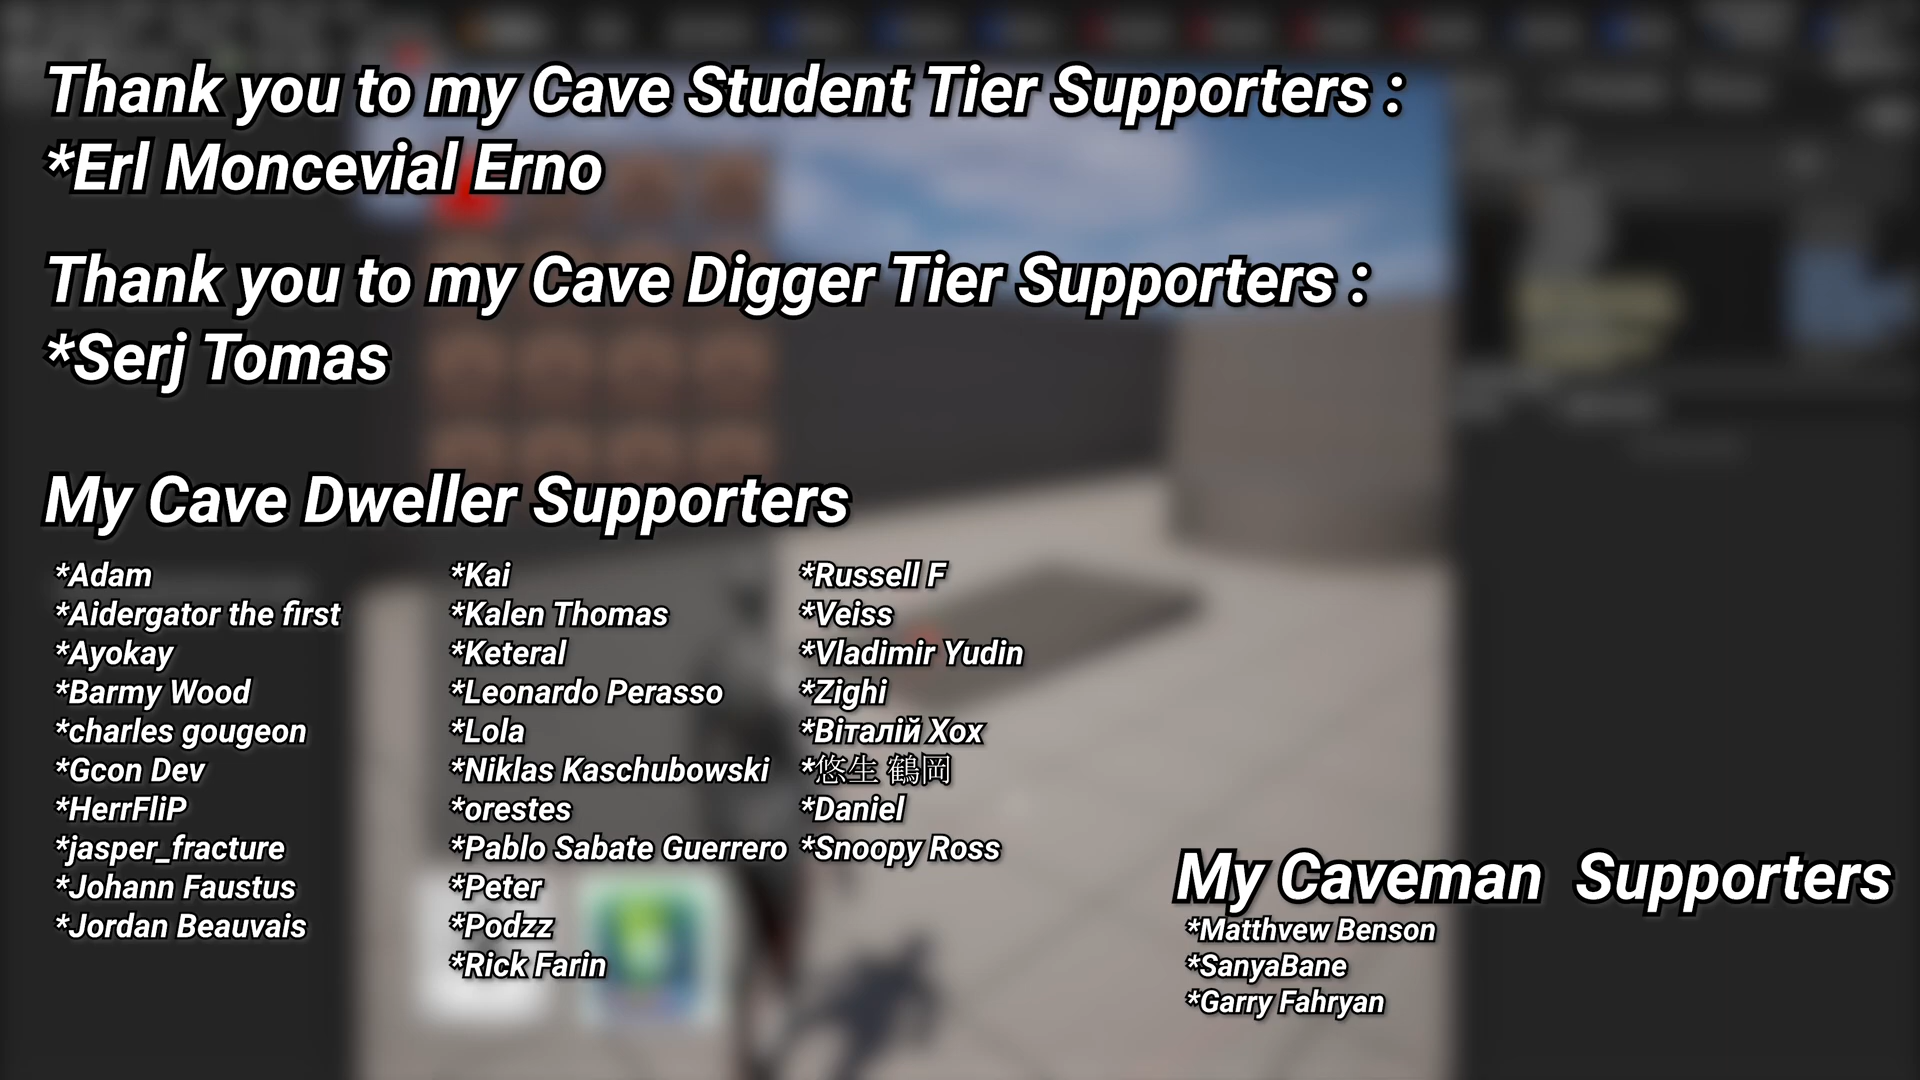 Thank you to my Cave Student Tier Supporters :
*Erl Moncevial Erno
Thank you to my Cave Digger Tier Supporters :
*Serj Tomas
My Cave Dweller Supporters
*Adam
*Aidergator the first
*Ayokay
*Barmy Wood
*charles gougeon
*Gcon Dev
*HerrFliP
*jasper_fracture
*Johann Faustus
*Jordan Beauvais
*Kai
*Kalen Thomas
*Keteral
*Leonardo Perasso
*Lola
*Niklas Kaschubowski
*orestes
*Pablo Sabate Guerrero
*Peter
*Podzz
*Rick Farin
*Russell F
*Veiss
*Vladimir Yudin
*Zighi
*Віталій Хох
*悠生 鶴岡
*Daniel
*Snoopy Ross
My Caveman  Supporters
*Matthvew Benson
*SanyaBane
*Garry Fahryan